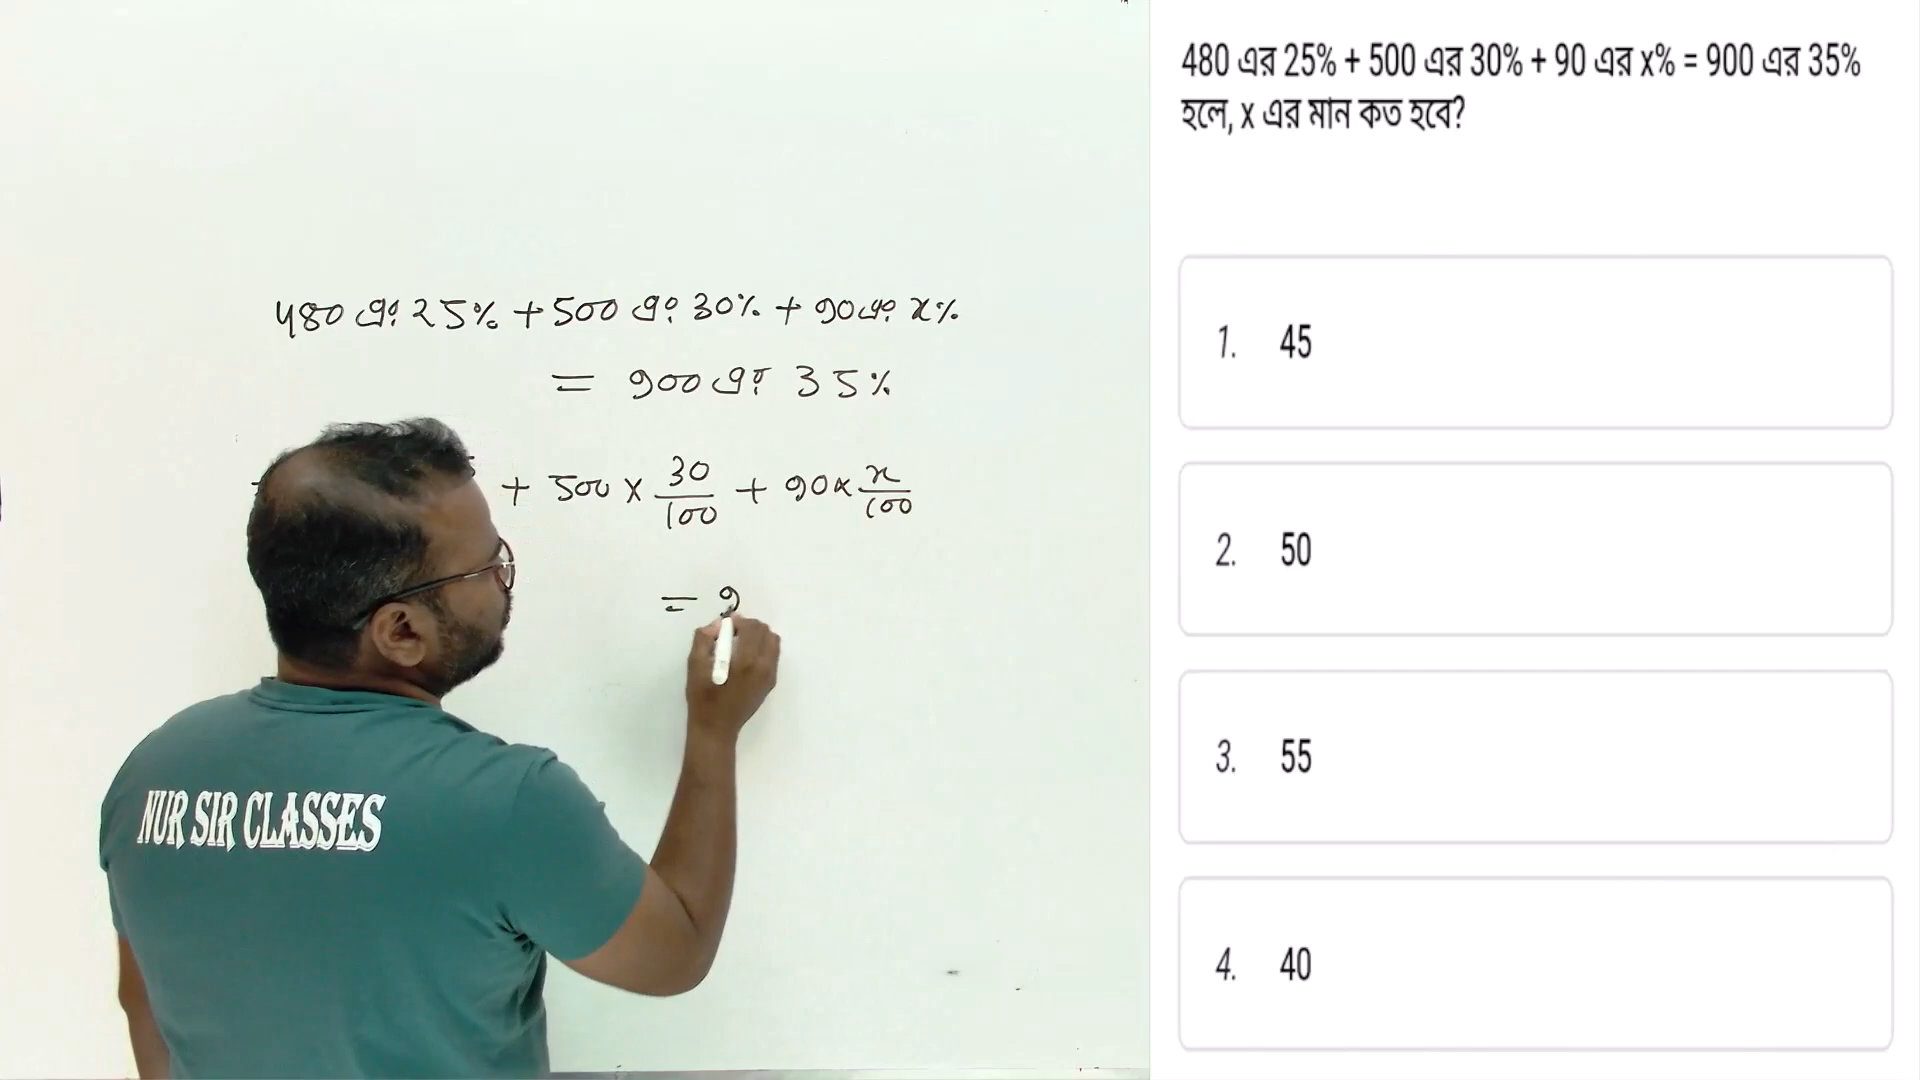 480 এর 25% + 500 এর 30% + 90 এর x%
= 900 এর 35%
+ 500 × 30/100 + 90 × x/100
= 9
NUR SIR CLASSES
480 এর 25% + 500 এর 30% + 90 এর x% = 900 এর 35%
হলে, x এর মান কত হবে?
1. 45
2. 50
3. 55
4. 40